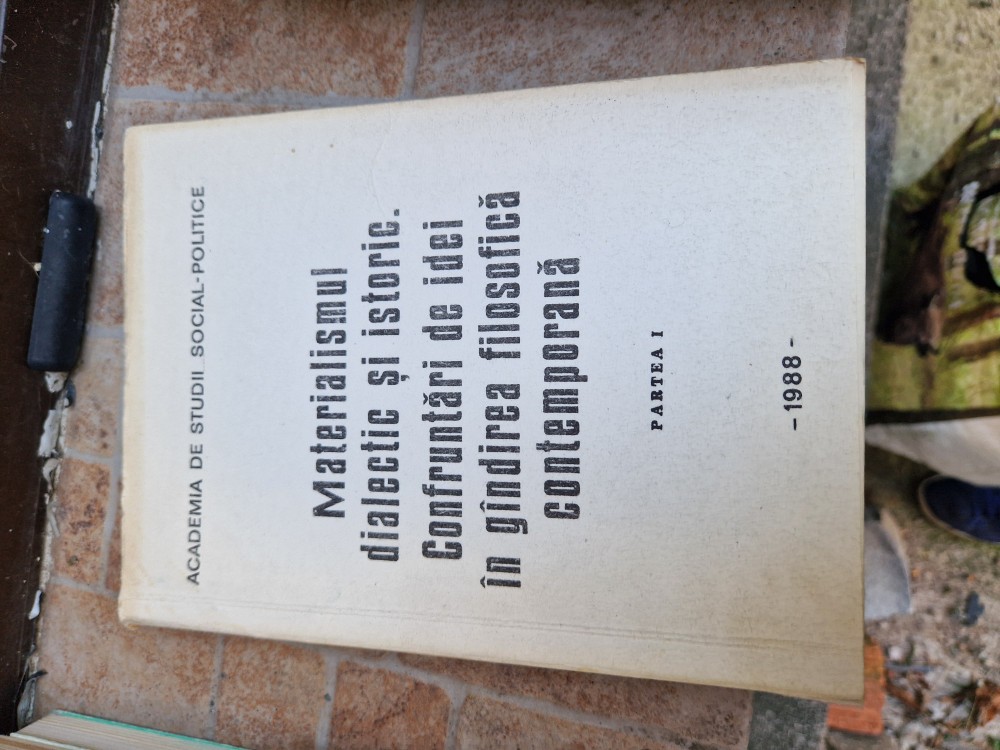 ACADEMIA DE STUDII SOCIAL-POLITICE
Materialismul
dialectic și istoric.
Confruntări de idei
în gîndirea filosofică
contemporană
PARTEA I
-1988-